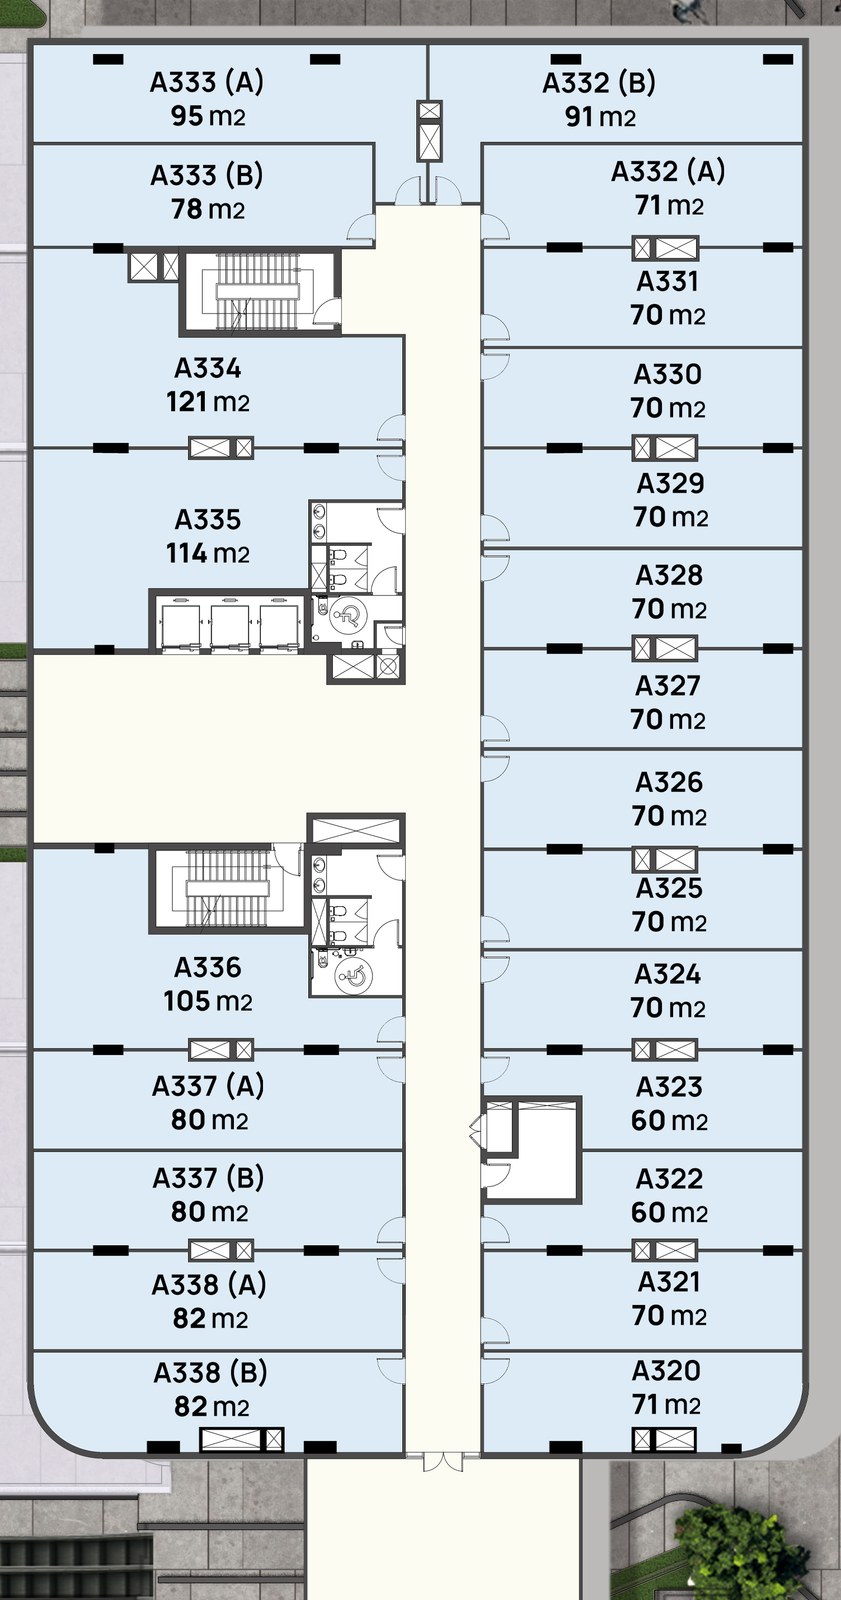 A333 (A)
95 m2
A332 (B)
91 m2
A333 (B)
78 m2
A332 (A)
71 m2
A331
70 m2
A334
121 m2
A330
70 m2
A335
114 m2
A329
70 m2
A328
70 m2
A327
70 m2
A326
70 m2
A325
70 m2
A336
105 m2
A324
70 m2
A337 (A)
80 m2
A323
60 m2
A337 (B)
80 m2
A322
60 m2
A338 (A)
82 m2
A321
70 m2
A338 (B)
82 m2
A320
71 m2